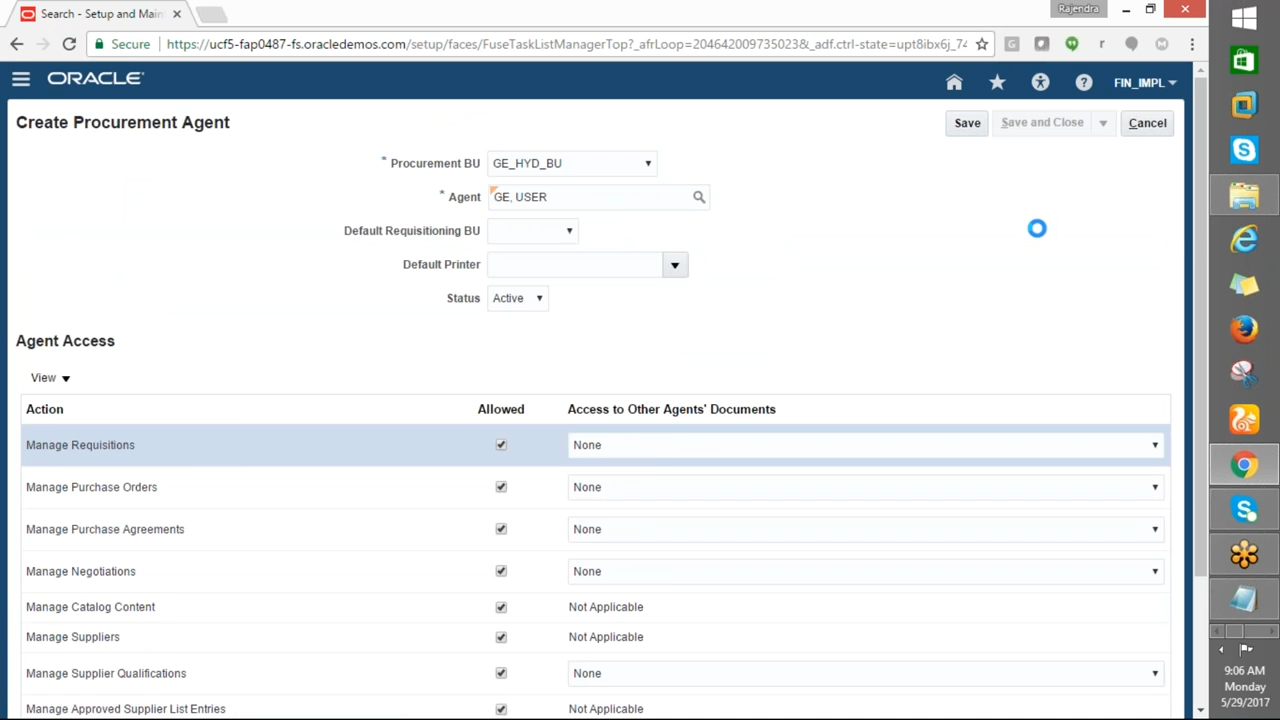 Search - Setup and Main
Rajendra
Secure
https://ucf5-fap0487-fs.oracledemos.com/setup/faces/FuseTaskListManagerTop?_afrLoop=204642009735023&_adf.ctrl-state=upt8ibx6j_74
ORACLE
FIN_IMPL
Create Procurement Agent
Save
Save and Close
Cancel
* Procurement BU
GE_HYD_BU
* Agent
GE, USER
Default Requisitioning BU
Default Printer
Status
Active
Agent Access
View
Action Allowed Access to Other Agents' Documents
Manage Requisitions None
Manage Purchase Orders None
Manage Purchase Agreements None
Manage Negotiations None
Manage Catalog Content Not Applicable
Manage Suppliers Not Applicable
Manage Supplier Qualifications None
Manage Approved Supplier List Entries Not Applicable
9:06 AM
Monday
5/29/2017